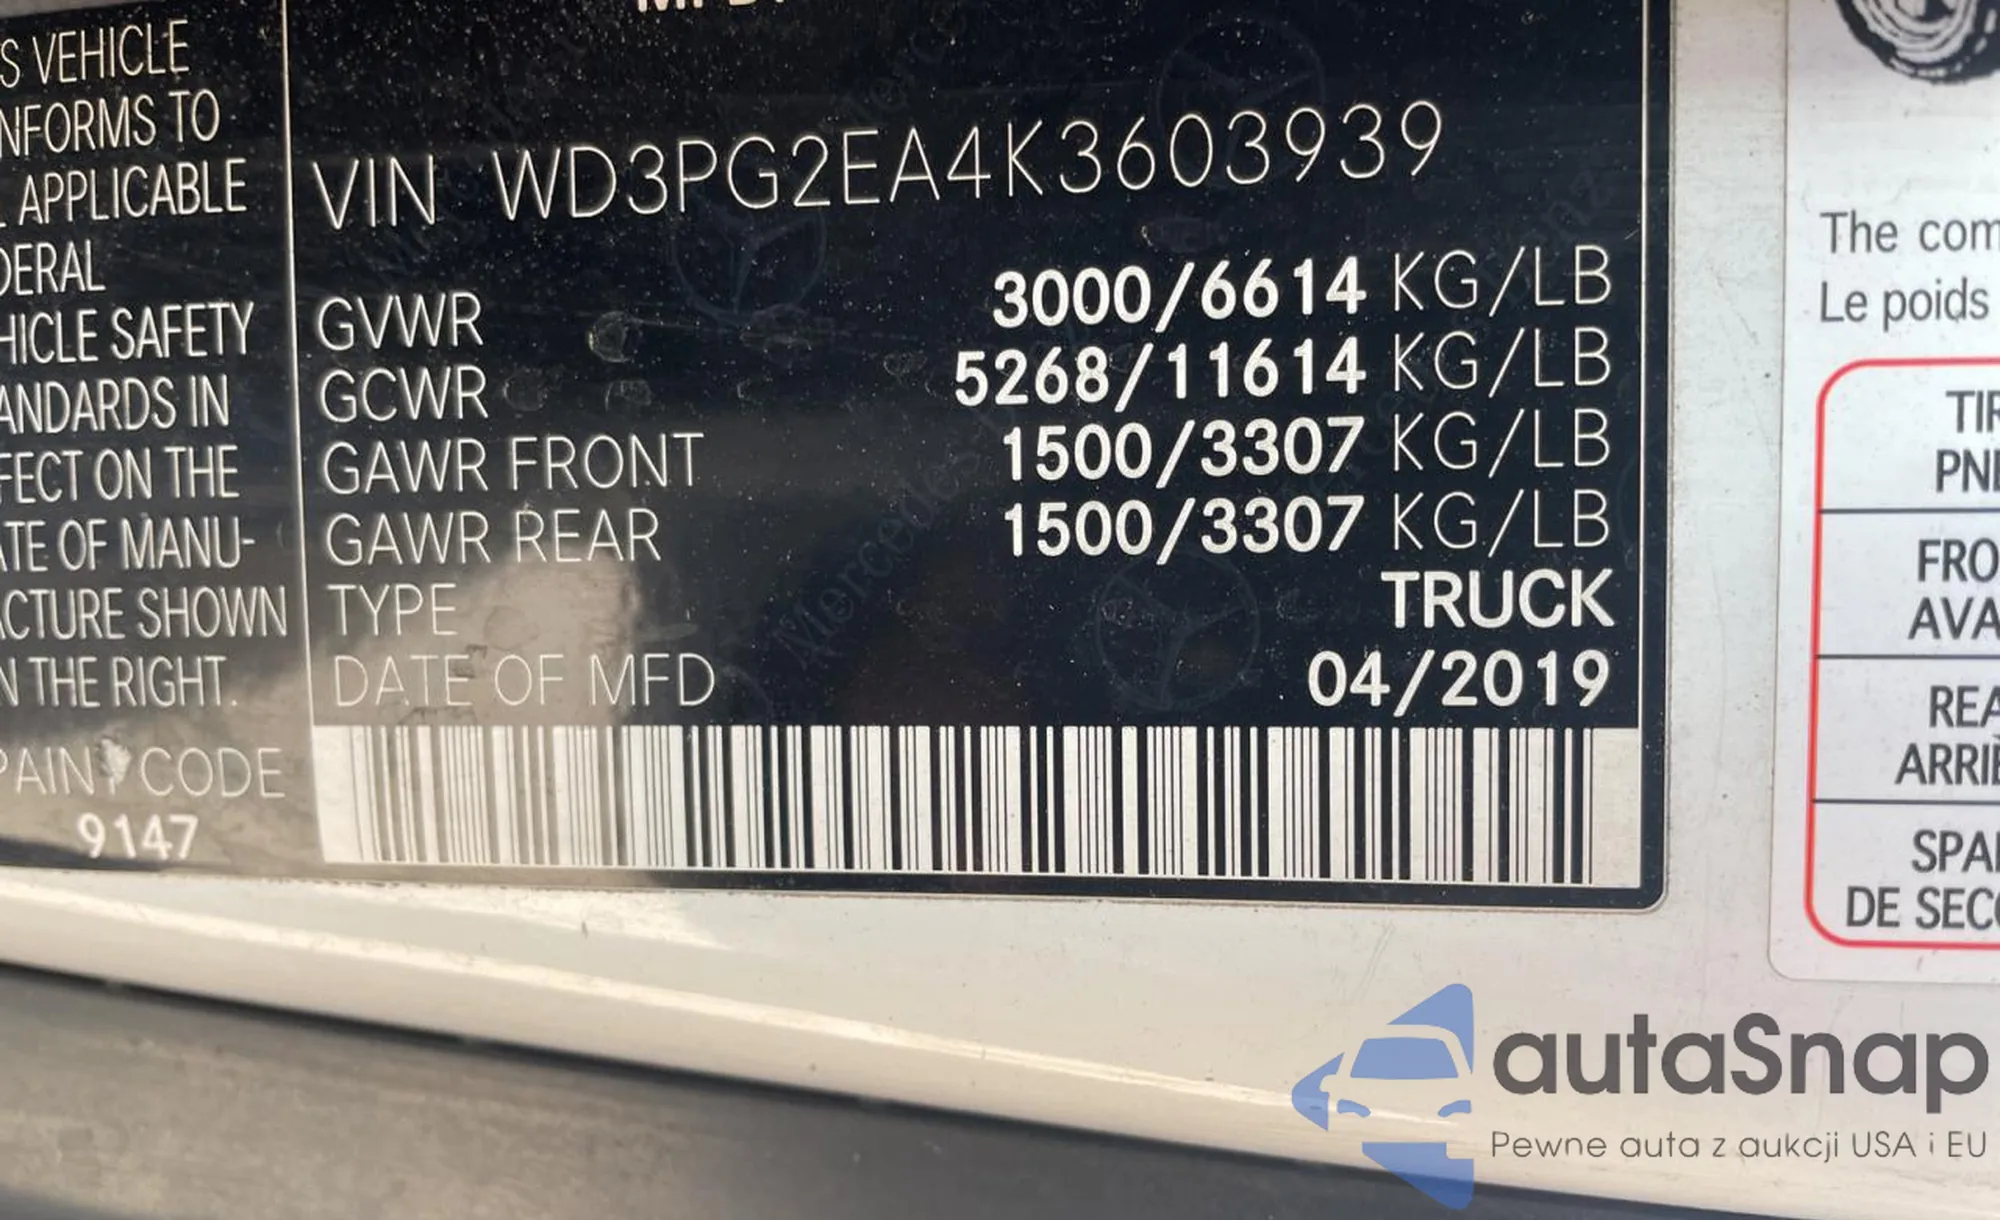 S VEHICLE
NFORMS TO
APPLICABLE
DERAL
HICLE SAFETY
ANDARDS IN
FECT ON THE
ATE OF MANU-
ACTURE SHOWN
N THE RIGHT.
PAINT CODE
9147
VIN WD3PG2EA4K3603939
GVWR 3000/6614 KG/LB
GCWR 5268/11614 KG/LB
GAWR FRONT 1500/3307 KG/LB
GAWR REAR 1500/3307 KG/LB
TYPE TRUCK
DATE OF MFD 04/2019
The com
Le poids
TIR
PNE
FRO
AVA
REA
ARRIÈ
SPA
DE SECO
autaSnap
Pewne auta z aukcji USA i EU